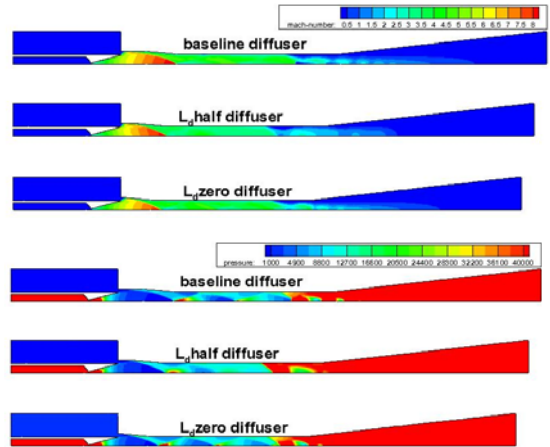 mach-number: 0.5 1 1.5 2 2.5 3 3.5 4 4.5 5 5.5 6 6.5 7 7.5 8
baseline diffuser
Ldhalf diffuser
Ldzero diffuser
pressure: 1000 4900 8800 12700 16600 20500 24400 28300 32200 36100 40000
baseline diffuser
Ldhalf diffuser
Ldzero diffuser